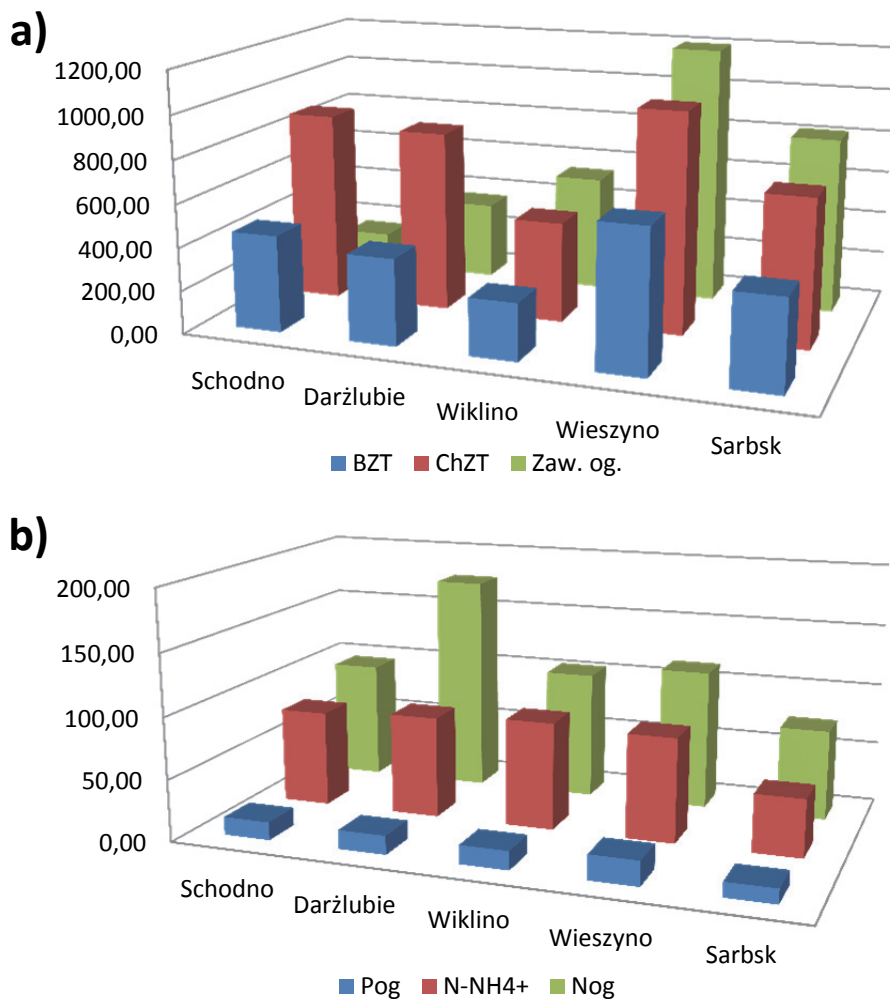 a)
1200,00
1000,00
800,00
600,00
400,00
200,00
0,00
Schodno
Darżlubie
Wiklino
Wieszyno
Sarbsk
BZT ChZT Zaw. og.
b)
200,00
150,00
100,00
50,00
0,00
Schodno
Darżlubie
Wiklino
Wieszyno
Sarbsk
Pog N-NH4+ Nog